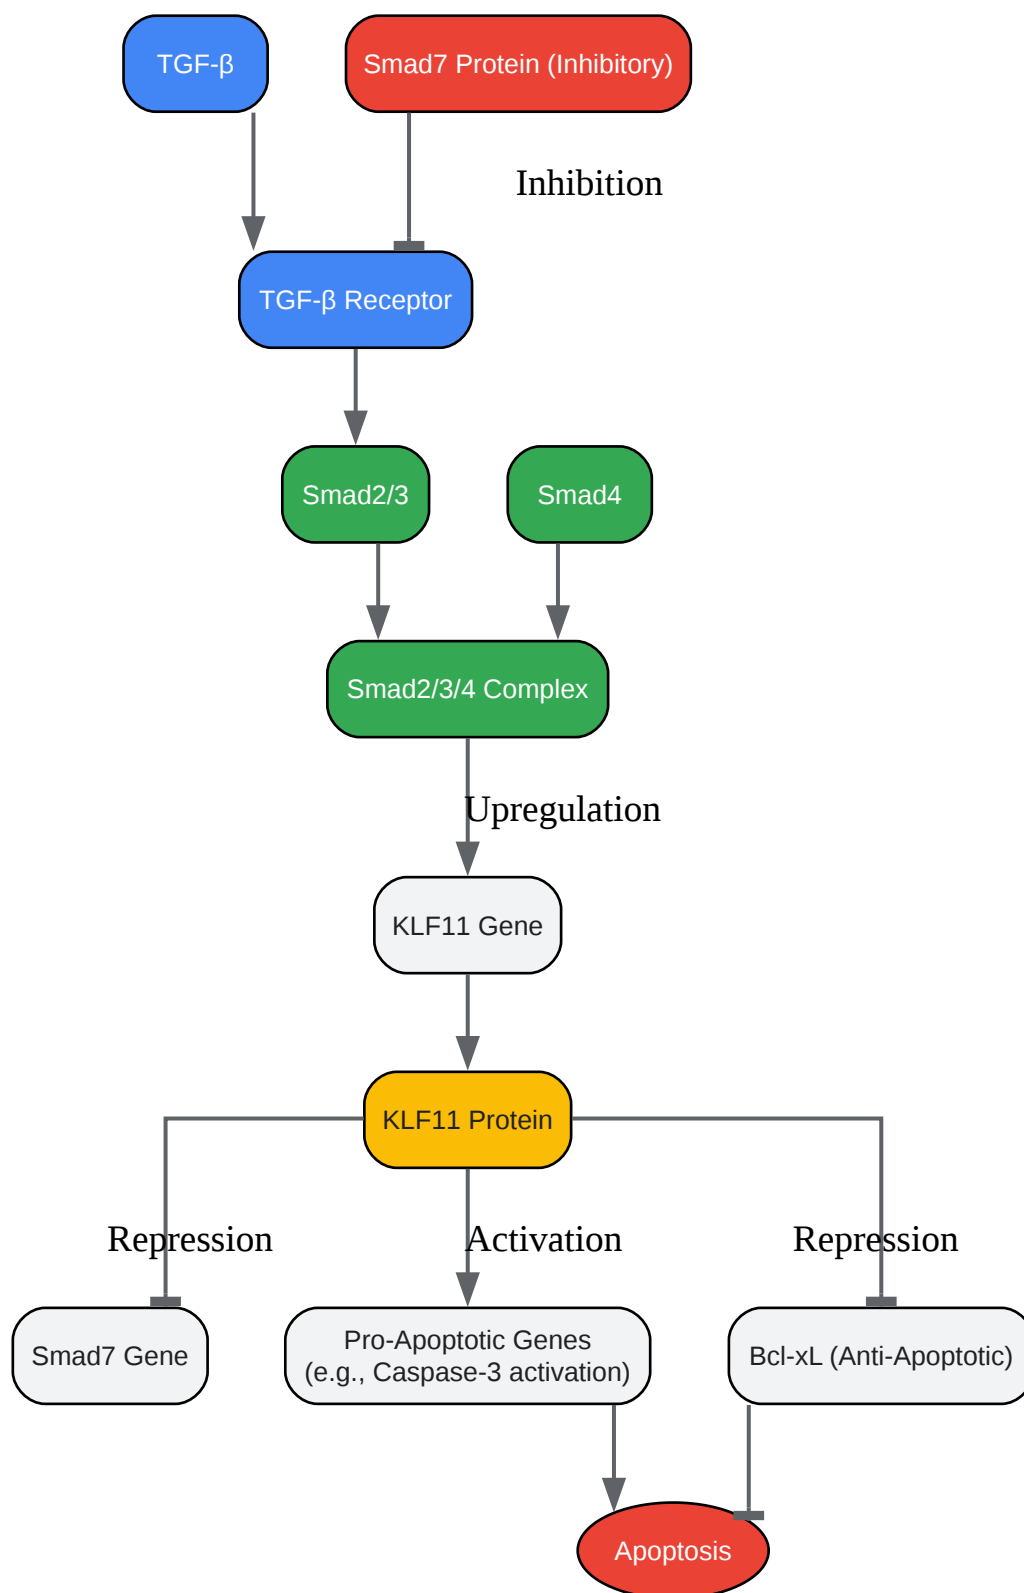 TGF-β
Smad7 Protein (Inhibitory)
Inhibition
TGF-β Receptor
Smad2/3
Smad4
Smad2/3/4 Complex
Upregulation
KLF11 Gene
KLF11 Protein
Repression
Activation
Repression
Smad7 Gene
Pro-Apoptotic Genes
(e.g., Caspase-3 activation)
Bcl-xL (Anti-Apoptotic)
Apoptosis